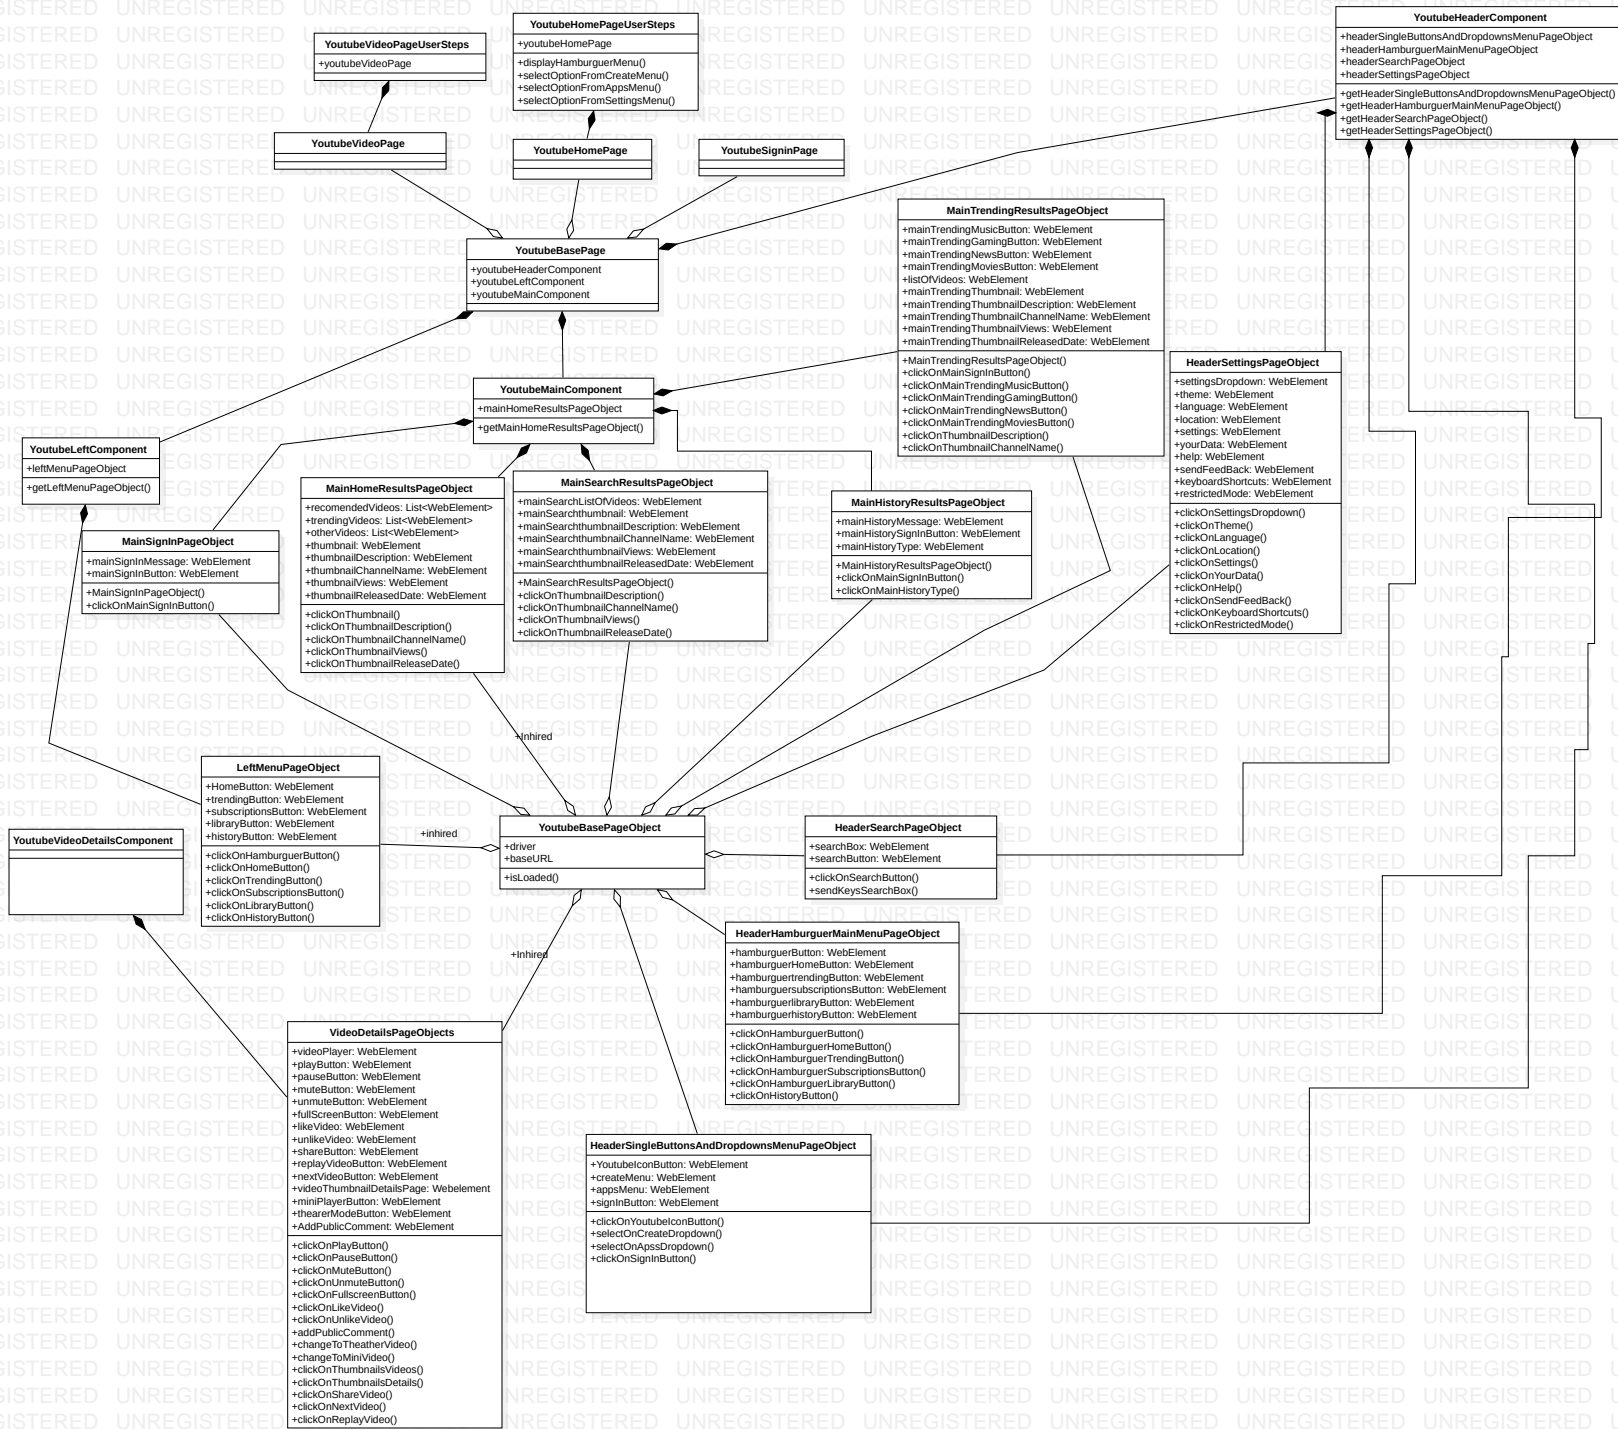 YoutubeVideoPageUserSteps
+youtubeVideoPage
YoutubeHomePageUserSteps
+youtubeHomePage
+displayHamburguerMenu()
+selectOptionFromCreateMenu()
+selectOptionFromAppsMenu()
+selectOptionFromSettingsMenu()
YoutubeHeaderComponent
+headerSingleButtonsAndDropdownsMenuPageObject
+headerHamburguerMainMenuPageObject
+headerSearchPageObject
+headerSettingsPageObject
+getHeaderSingleButtonsAndDropdownsMenuPageObject()
+getHeaderHamburguerMainMenuPageObject()
+getHeaderSearchPageObject()
+getHeaderSettingsPageObject()
YoutubeVideoPage
YoutubeHomePage
YoutubeSigninPage
YoutubeBasePage
+youtubeHeaderComponent
+youtubeLeftComponent
+youtubeMainComponent
MainTrendingResultsPageObject
+mainTrendingMusicButton: WebElement
+mainTrendingGamingButton: WebElement
+mainTrendingNewsButton: WebElement
+mainTrendingMoviesButton: WebElement
+listOfVideos: WebElement
+mainTrendingThumbnail: WebElement
+mainTrendingThumbnailDescription: WebElement
+mainTrendingThumbnailChannelName: WebElement
+mainTrendingThumbnailViews: WebElement
+mainTrendingThumbnailReleasedDate: WebElement
+MainTrendingResultsPageObject()
+clickOnMainSignInButton()
+clickOnMainTrendingMusicButton()
+clickOnMainTrendingGamingButton()
+clickOnMainTrendingNewsButton()
+clickOnMainTrendingMoviesButton()
+clickOnThumbnailDescription()
+clickOnThumbnailChannelName()
HeaderSettingsPageObject
+settingsDropdown: WebElement
+theme: WebElement
+language: WebElement
+location: WebElement
+settings: WebElement
+yourData: WebElement
+help: WebElement
+sendFeedBack: WebElement
+keyboardShortcuts: WebElement
+restrictedMode: WebElement
+clickOnSettingsDropdown()
+clickOnTheme()
+clickOnLanguage()
+clickOnLocation()
+clickOnSettings()
+clickOnYourData()
+clickOnHelp()
+clickOnSendFeedBack()
+clickOnKeyboardShortcuts()
+clickOnRestrictedMode()
YoutubeMainComponent
+mainHomeResultsPageObject
+getMainHomeResultsPageObject()
YoutubeLeftComponent
+leftMenuPageObject
+getLeftMenuPageObject()
MainSignInPageObject
+mainSignInMessage: WebElement
+mainSignInButton: WebElement
+MainSignInPageObject()
+clickOnMainSignInButton()
MainHomeResultsPageObject
+recomendedVideos: List<WebElement>
+trendingVideos: List<WebElement>
+otherVideos: List<WebElement>
+thumbnail: WebElement
+thumbnailDescription: WebElement
+thumbnailChannelName: WebElement
+thumbnailViews: WebElement
+thumbnailReleasedDate: WebElement
+clickOnThumbnail()
+clickOnThumbnailDescription()
+clickOnThumbnailChannelName()
+clickOnThumbnailViews()
+clickOnThumbnailReleaseDate()
MainSearchResultsPageObject
+mainSearchListOfVideos: WebElement
+mainSearchthumbnail: WebElement
+mainSearchthumbnailDescription: WebElement
+mainSearchthumbnailChannelName: WebElement
+mainSearchthumbnailViews: WebElement
+mainSearchthumbnailReleasedDate: WebElement
+MainSearchResultsPageObject()
+clickOnThumbnailDescription()
+clickOnThumbnailChannelName()
+clickOnThumbnailViews()
+clickOnThumbnailReleaseDate()
MainHistoryResultsPageObject
+mainHistoryMessage: WebElement
+mainHistorySignInButton: WebElement
+mainHistoryType: WebElement
+MainHistoryResultsPageObject()
+clickOnMainSignInButton()
+clickOnMainHistoryType()
+Inhired
LeftMenuPageObject
+HomeButton: WebElement
+trendingButton: WebElement
+subscriptionsButton: WebElement
+libraryButton: WebElement
+historyButton: WebElement
+clickOnHamburguerButton()
+clickOnHomeButton()
+clickOnTrendingButton()
+clickOnSubscriptionsButton()
+clickOnLibraryButton()
+clickOnHistoryButton()
+inhired
YoutubeVideoDetailsComponent
YoutubeBasePageObject
+driver
+baseURL
+isLoaded()
HeaderSearchPageObject
+searchBox: WebElement
+searchButton: WebElement
+clickOnSearchButton()
+sendKeysSearchBox()
+Inhired
HeaderHamburguerMainMenuPageObject
+hamburguerButton: WebElement
+hamburguerHomeButton: WebElement
+hamburguertrendingButton: WebElement
+hamburguersubscriptionsButton: WebElement
+hamburguerlibraryButton: WebElement
+hamburguerhistoryButton: WebElement
+clickOnHamburguerButton()
+clickOnHamburguerHomeButton()
+clickOnHamburguerTrendingButton()
+clickOnHamburguerSubscriptionsButton()
+clickOnHamburguerLibraryButton()
+clickOnHistoryButton()
VideoDetailsPageObjects
+videoPlayer: WebElement
+playButton: WebElement
+pauseButton: WebElement
+muteButton: WebElement
+unmuteButton: WebElement
+fullScreenButton: WebElement
+likeVideo: WebElement
+unlikeVideo: WebElement
+shareButton: WebElement
+replayVideoButton: WebElement
+nextVideoButton: WebElement
+videoThumbnailDetailsPage: Webelement
+miniPlayerButton: WebElement
+thearerModeButton: WebElement
+AddPublicComment: WebElement
+clickOnPlayButton()
+clickOnPauseButton()
+clickOnMuteButton()
+clickOnUnmuteButton()
+clickOnFullscreenButton()
+clickOnLikeVideo()
+clickOnUnlikeVideo()
+addPublicComment()
+changeToTheatherVideo()
+changeToMiniVideo()
+clickOnThumbnailsVideos()
+clickOnThumbnailsDetails()
+clickOnShareVideo()
+clickOnNextVideo()
+clickOnReplayVideo()
HeaderSingleButtonsAndDropdownsMenuPageObject
+YoutubeIconButton: WebElement
+createMenu: WebElement
+appsMenu: WebElement
+signInButton: WebElement
+clickOnYoutubeIconButton()
+selectOnCreateDropdown()
+selectOnApssDropdown()
+clickOnSignInButton()